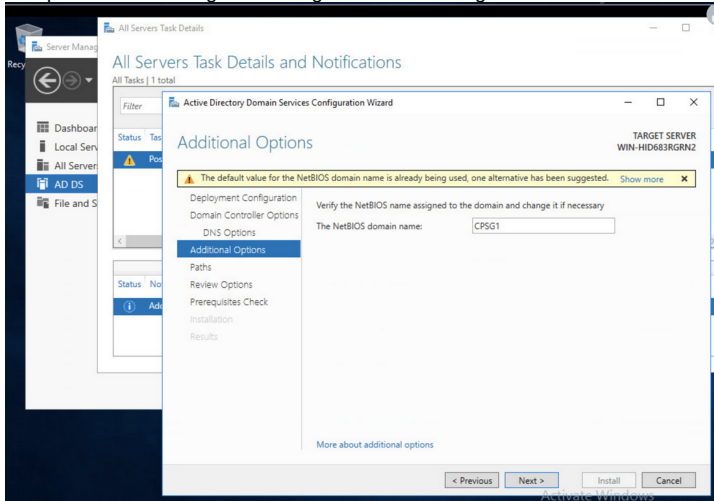 All Servers Task Details
Server Manag
Recy
All Servers Task Details and Notifications
All Tasks | 1 total
Filter
Active Directory Domain Services Configuration Wizard
Additional Options
TARGET SERVER
WIN-HID683RGRN2
Dashboar
Local Serv
All Server
AD DS
File and S
Status Tas
Pos
The default value for the NetBIOS domain name is already being used, one alternative has been suggested. Show more
Deployment Configuration
Domain Controller Options
DNS Options
Additional Options
Paths
Review Options
Prerequisites Check
Installation
Results
Verify the NetBIOS name assigned to the domain and change it if necessary
The NetBIOS domain name: CPSG1
Status No
Add
More about additional options
< Previous Next > Install Cancel
Activate Windows